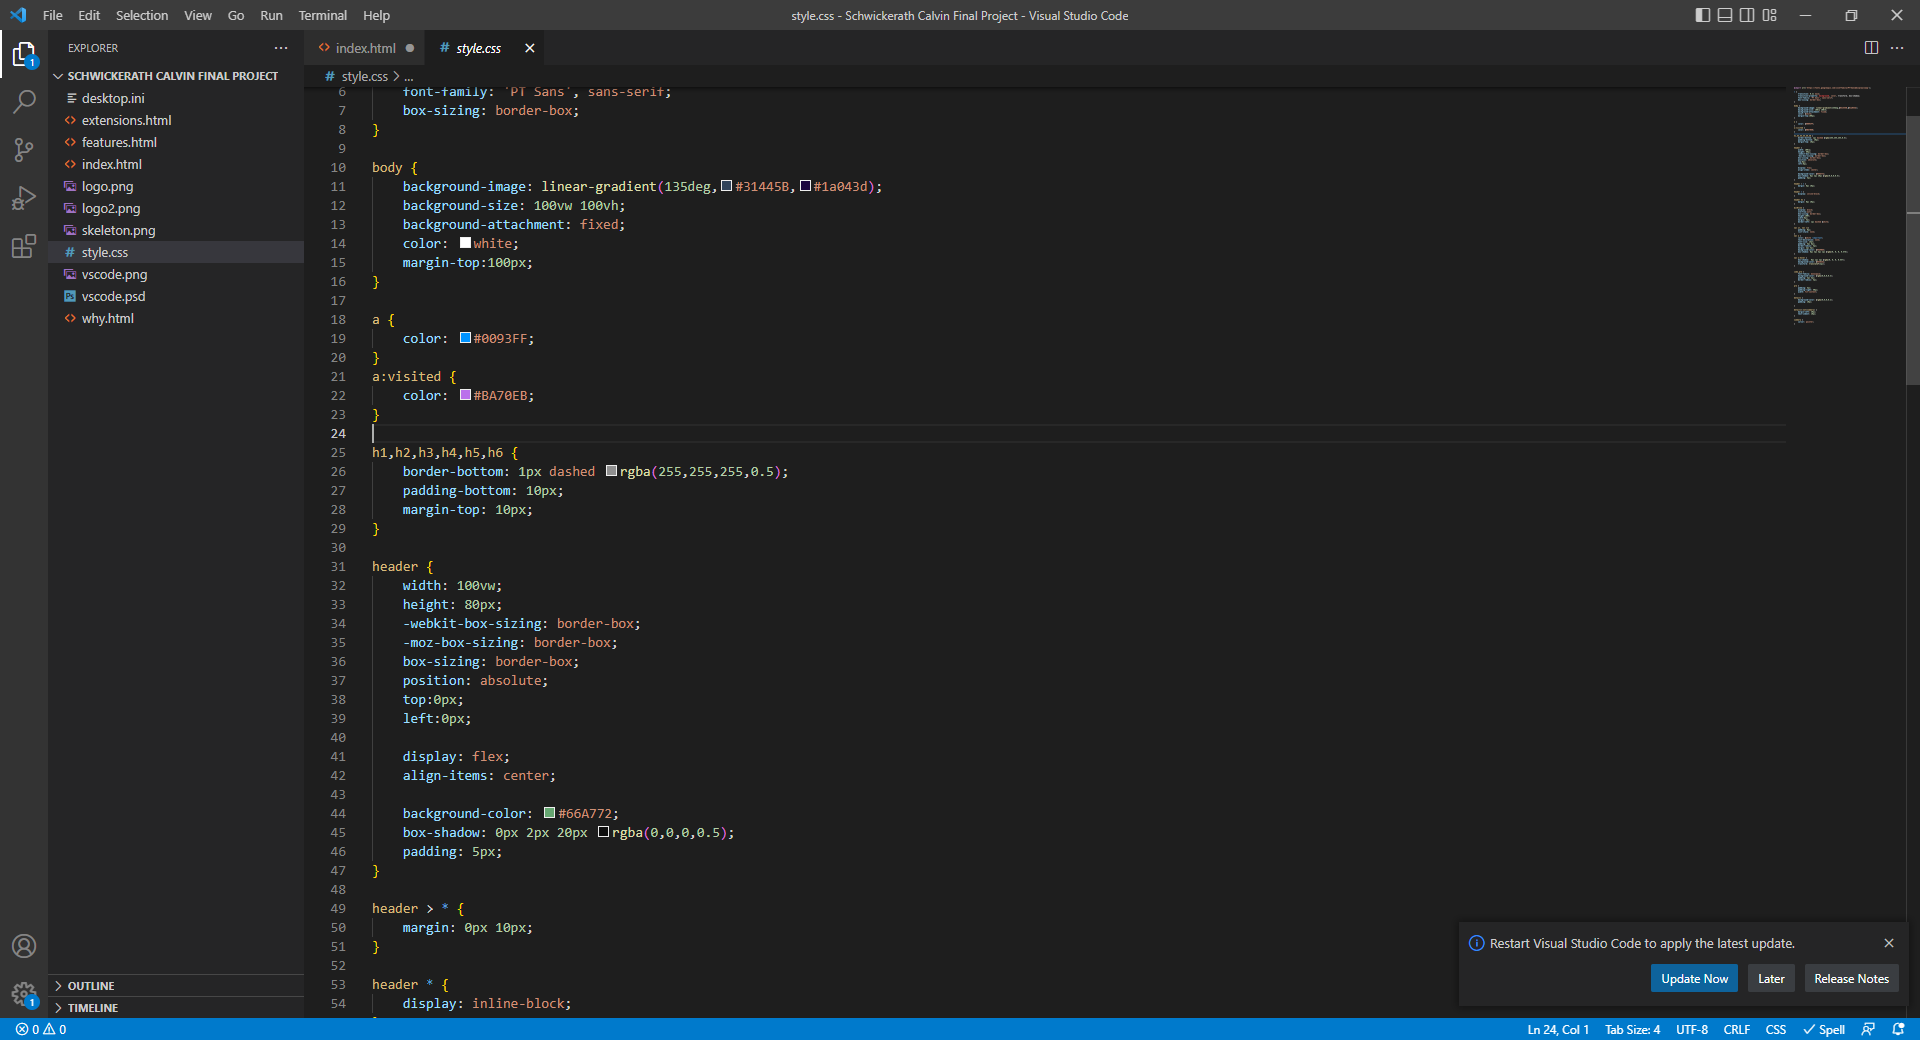 File Edit Selection View Go Run Terminal Help
style.css - Schwickerath Calvin Final Project - Visual Studio Code
EXPLORER
SCHWICKERATH CALVIN FINAL PROJECT
desktop.ini
extensions.html
features.html
index.html
logo.png
logo2.png
skeleton.png
style.css
vscode.png
vscode.psd
why.html
OUTLINE
TIMELINE
1
1
index.html
# style.css
# style.css > ...
6 font-family: 'PT Sans', sans-serif;
7 box-sizing: border-box;
8 }
9
10 body {
11 background-image: linear-gradient(135deg,#31445B,#1a043d);
12 background-size: 100vw 100vh;
13 background-attachment: fixed;
14 color: white;
15 margin-top:100px;
16 }
17
18 a {
19 color: #0093FF;
20 }
21 a:visited {
22 color: #BA70EB;
23 }
24
25 h1,h2,h3,h4,h5,h6 {
26 border-bottom: 1px dashed rgba(255,255,255,0.5);
27 padding-bottom: 10px;
28 margin-top: 10px;
29 }
30
31 header {
32 width: 100vw;
33 height: 80px;
34 -webkit-box-sizing: border-box;
35 -moz-box-sizing: border-box;
36 box-sizing: border-box;
37 position: absolute;
38 top:0px;
39 left:0px;
40
41 display: flex;
42 align-items: center;
43
44 background-color: #66A772;
45 box-shadow: 0px 2px 20px rgba(0,0,0,0.5);
46 padding: 5px;
47 }
48
49 header > * {
50 margin: 0px 10px;
51 }
52
53 header * {
54 display: inline-block;
Restart Visual Studio Code to apply the latest update.
Update Now Later Release Notes
0 0
Ln 24, Col 1 Tab Size: 4 UTF-8 CRLF CSS Spell